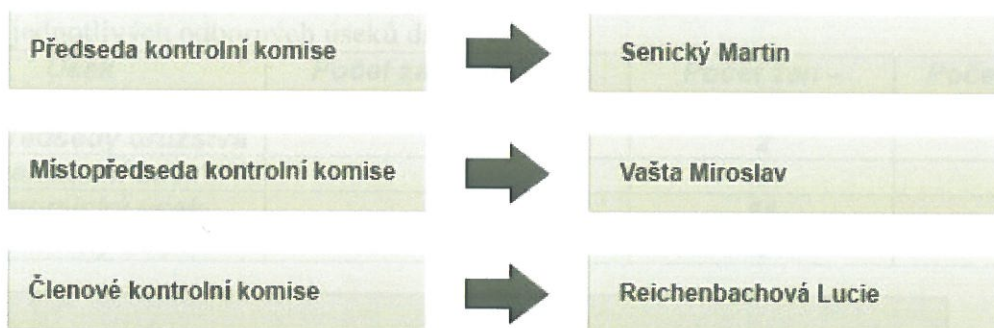 Předseda kontrolní komise Senický Martin
Místopředseda kontrolní komise Vašta Miroslav
Členové kontrolní komise Reichenbachová Lucie